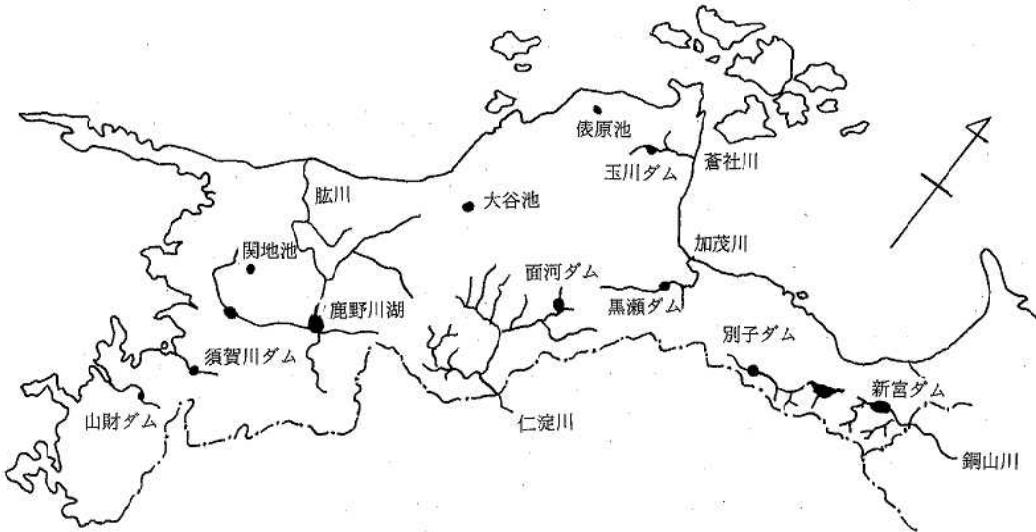 俵原池
玉川ダム
蒼社川
肱川
大谷池
加茂川
関地池
面河ダム
黒瀬ダム
鹿野川湖
別子ダム
須賀川ダム
新宮ダム
山財ダム
仁淀川
銅山川